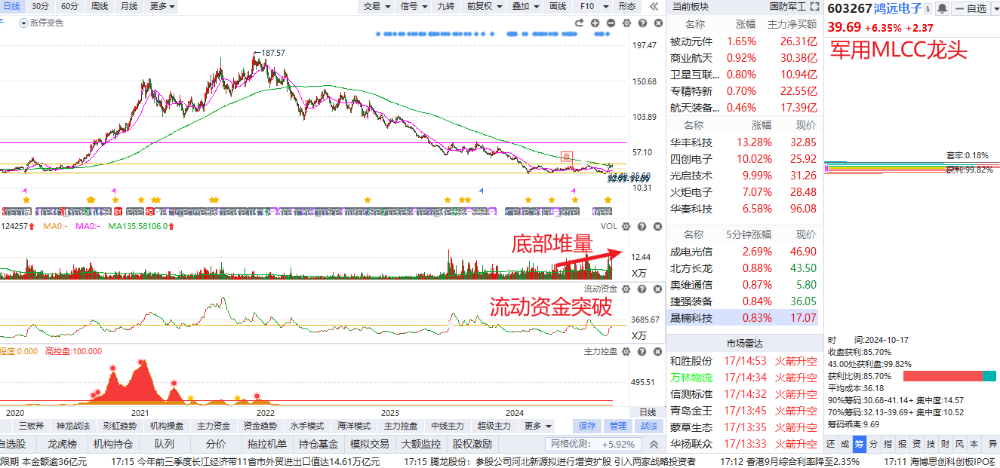 日线 30分 60分 周线 月线 更多 交易 信号 九转 前复权 叠加 画线 F10 形态
涨停变色
187.57
197.47
150.68
103.89
57.10
10.31
124257 MA0:- MA0:- MA135:58106.0 VOL
底部堆量
12.44
X万
流动资金
流动资金突破
3685.67
X万
程度:0.000 高控盘:100.000 主力控盘
495.51
2020 2021 2022 2023 2024 日线
三板斧 神龙战法 彩虹趋势 机构操盘 主力资金 资金趋势 水手模式 海洋模式 主力控盘 中线主力 超级主力 更多 保存 管理 战法
自选股 龙虎榜 机构持仓 队列 分价 拖拉机单 持仓基金 模拟交易 大额监控 股权激励 网格优测: +5.92%
当前板块 国防军工
名称 涨幅 主力净买额
被动元件 1.65% 26.31亿
商业航天 0.92% 30.38亿
卫星互联... 0.80% 10.94亿
专精特新 0.70% 22.55亿
航天装备... 0.46% 17.39亿
名称 涨幅 现价
华丰科技 13.28% 32.85
四创电子 10.02% 25.92
光启技术 9.99% 31.26
火炬电子 7.07% 28.48
华秦科技 6.58% 96.08
名称 5分钟涨幅 现价
成电光信 2.69% 46.90
北方长龙 0.88% 43.50
奥维通信 0.87% 5.80
捷强装备 0.84% 36.05
晟楠科技 0.83% 17.07
市场雷达
和胜股份 17/14:53 火箭升空
万林物流 17/14:34 火箭升空
信测标准 17/14:32 火箭升空
青岛金王 17/13:45 火箭升空
蒙草生态 17/13:35 火箭升空
华扬联众 17/13:33 火箭升空
603267 鸿远电子 自选
39.69 +6.35% +2.37
军用MLCC龙头
套牢:0.18%
获利:99.82%
时 间:2024-10-17
收盘获利:85.70%
43.00处获利盘:99.82%
获利比例:85.70%
平均成本:36.18
90%筹码:30.68-41.14+ 集中度:14.57
70%筹码:32.13-39.69+ 集中度:10.52
筹码乖离:9.69
还 成 筹 分 指 报 资 技 财 风 本 异
限期 本金额逾36亿元 17:15 今年前三季度长江经济带11省市外贸进出口值达14.61万亿元 17:15 腾龙股份：参股公司河北新源拟进行增资扩股 引入两家战略投资者 17:12 香港9月综合利率降至2.35% 17:11 海博思创科创板IPO